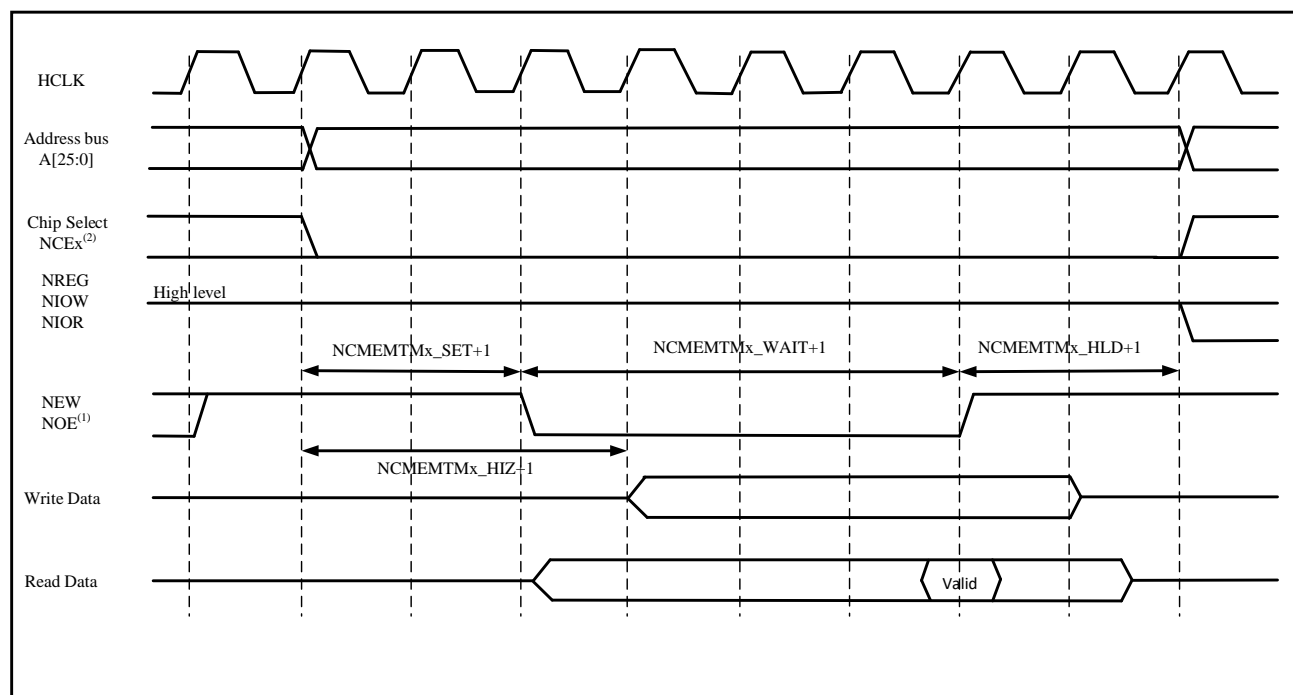 HCLK
Address bus
A[25:0]
Chip Select
NCEx(2)
NREG
NIOW
NIOR
High level
NCMEMTMx_SET+1
NCMEMTMx_WAIT+1
NCMEMTMx_HLD+1
NEW
NOE(1)
NCMEMTMx_HIZ+1
Write Data
Read Data
Valid